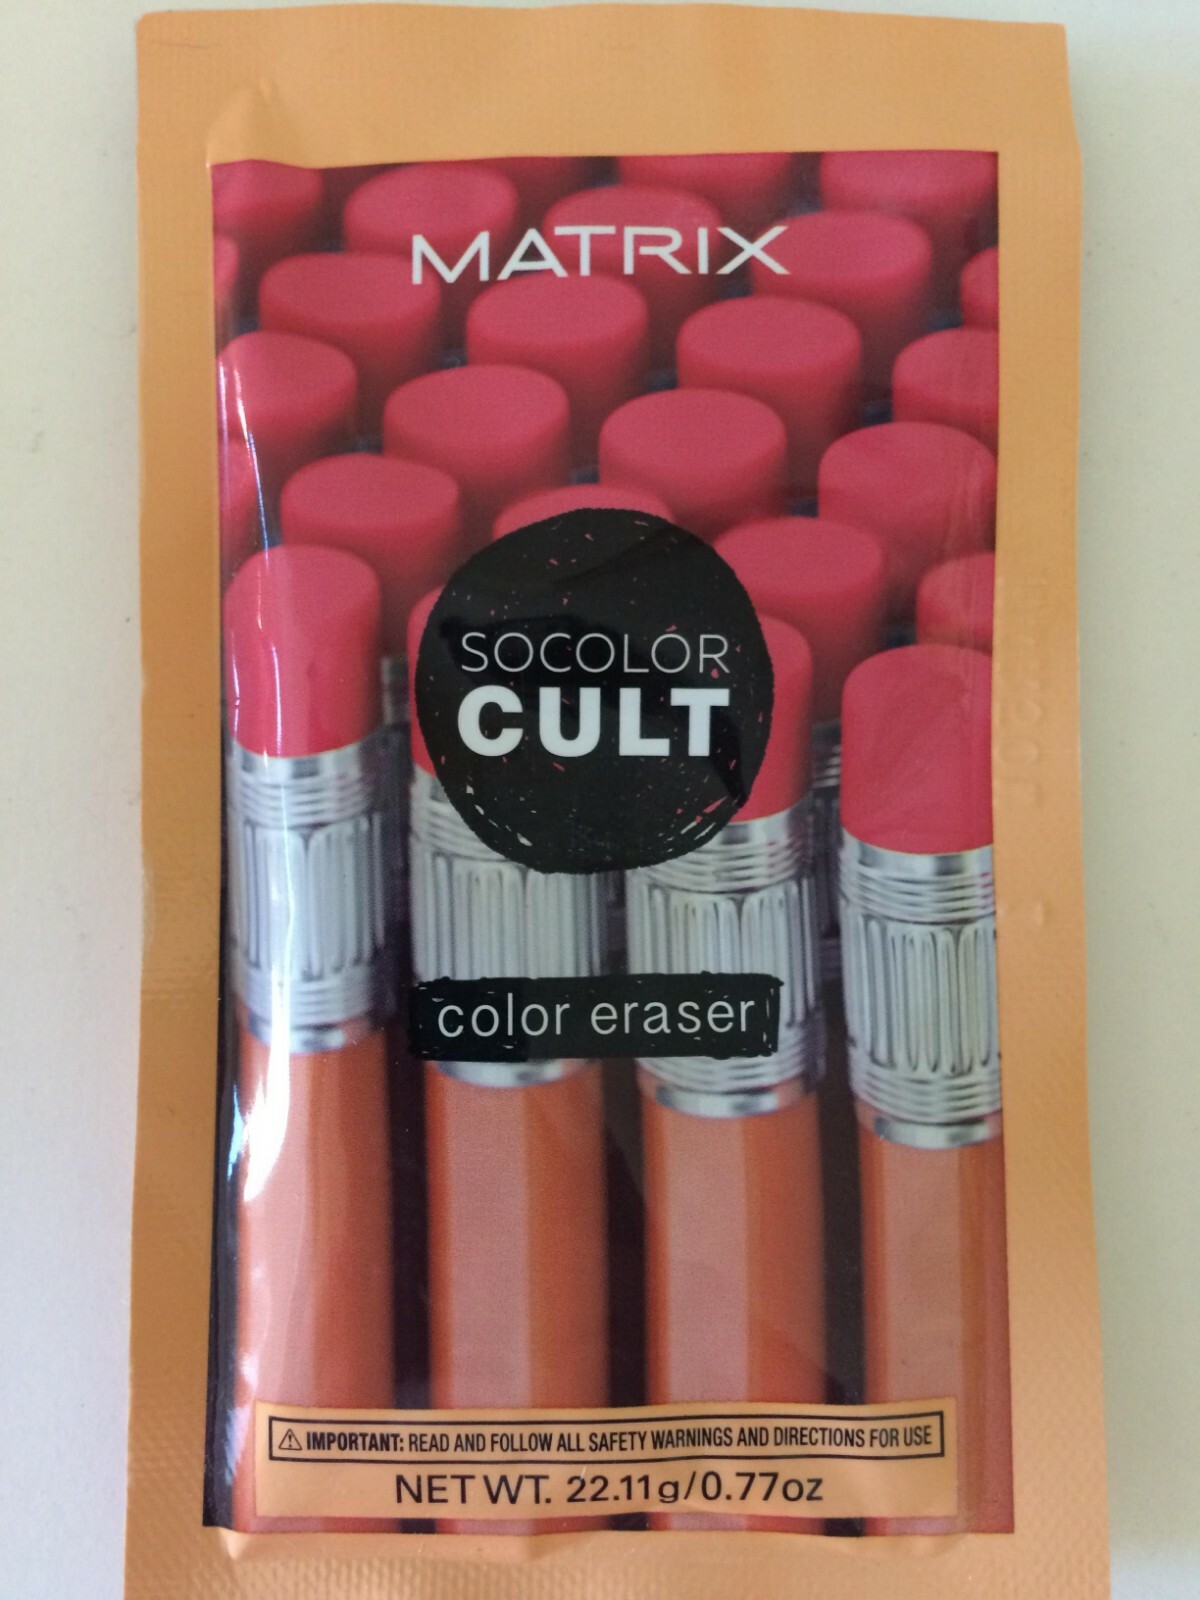 MATRIX
SOCOLOR
CULT
color eraser
⚠ IMPORTANT: READ AND FOLLOW ALL SAFETY WARNINGS AND DIRECTIONS FOR USE
NET WT. 22.11g/0.77oz